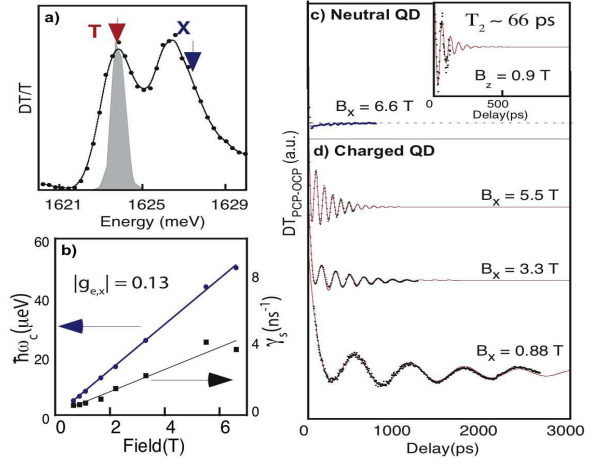 a)
T
X
DT/T
1621
1625
1629
Energy (meV)
b)
|g_{e,x}| = 0.13
ħω_c(μeV)
60
40
20
0
γ_s(ns⁻¹)
8
4
0
0
2
4
6
Field(T)
c) Neutral QD
T_2 ~ 66 ps
B_z = 0.9 T
0
500
Delay(ps)
B_x = 6.6 T
d) Charged QD
DT_{PCP-OCP} (a.u.)
B_x = 5.5 T
B_x = 3.3 T
B_x = 0.88 T
0
1000
2000
3000
Delay(ps)